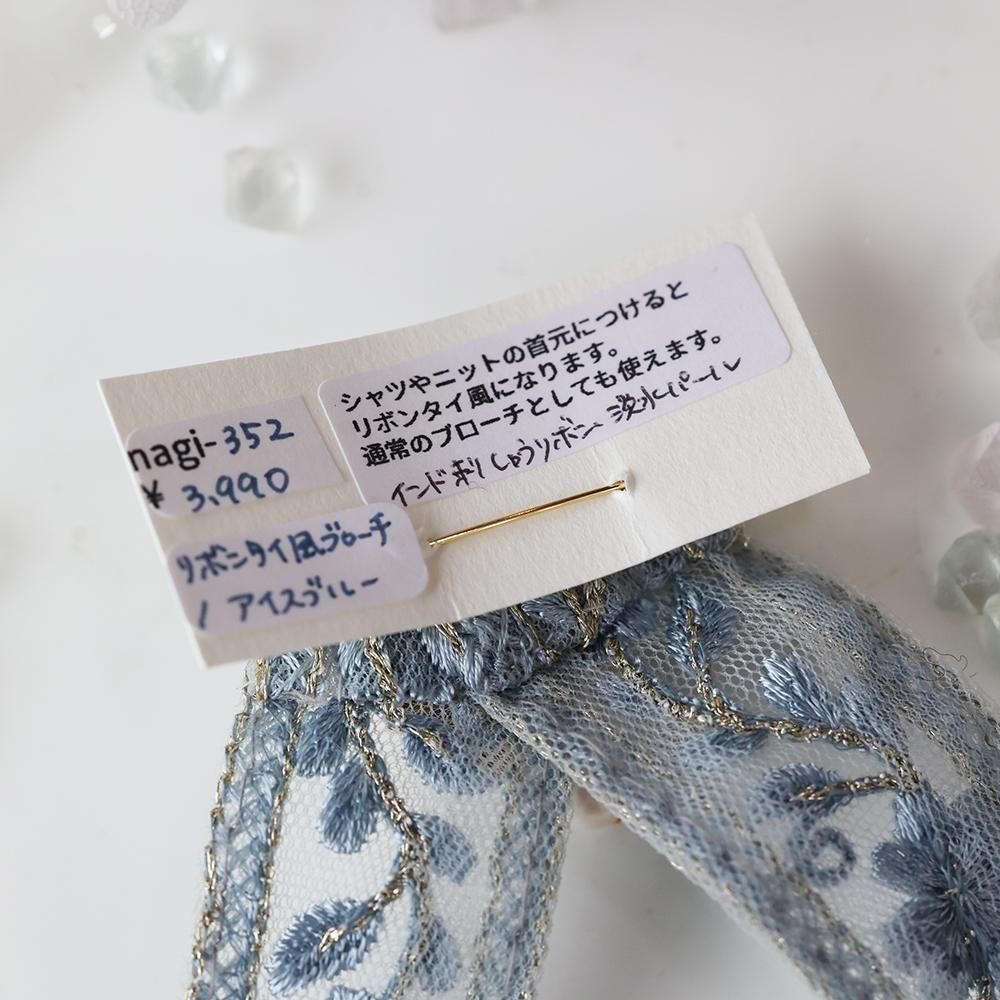 シャツやニットの首元につけると
リボンタイ風になります。
通常のブローチとしても使えます。
インド刺しゅうリボン 淡水パール
nagi-352
¥ 3,990
リボンタイ風ブローチ
/ アイスブルー